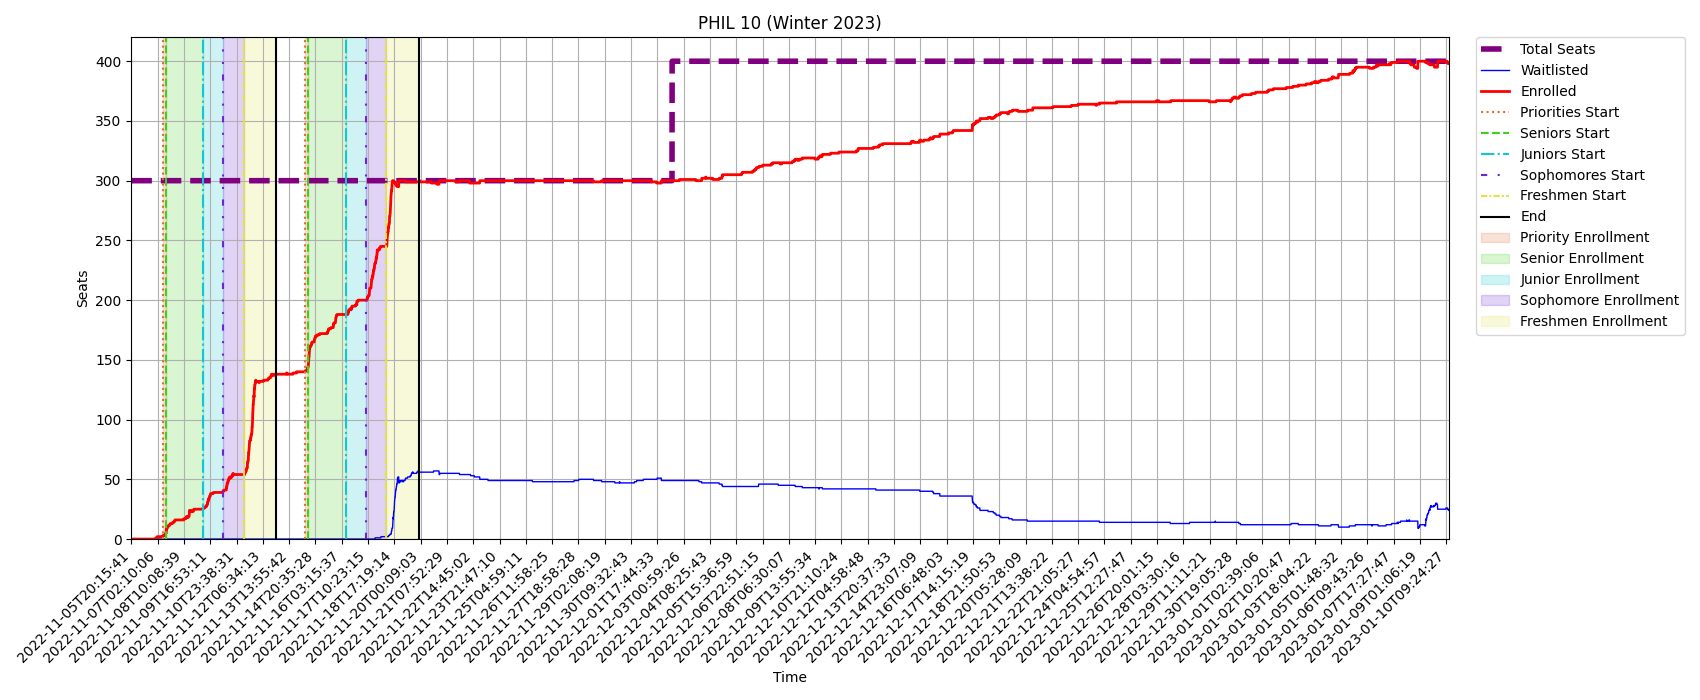 PHIL 10 (Winter 2023)
Seats
400
350
300
250
200
150
100
50
0
2022-11-05T20:15:41
2022-11-07T02:10:06
2022-11-08T10:08:39
2022-11-09T16:53:11
2022-11-10T23:38:31
2022-11-12T06:34:13
2022-11-13T13:55:42
2022-11-14T20:35:28
2022-11-16T03:15:37
2022-11-17T10:23:15
2022-11-18T17:19:14
2022-11-20T00:09:03
2022-11-21T07:52:29
2022-11-22T14:45:02
2022-11-23T21:47:10
2022-11-25T04:59:11
2022-11-26T11:58:25
2022-11-27T18:58:28
2022-11-29T02:08:19
2022-11-30T09:32:43
2022-12-01T17:44:33
2022-12-03T00:59:26
2022-12-04T08:25:43
2022-12-05T15:36:59
2022-12-06T22:51:15
2022-12-08T06:30:07
2022-12-09T13:55:34
2022-12-10T21:10:24
2022-12-12T04:58:48
2022-12-13T20:37:33
2022-12-14T23:07:09
2022-12-16T06:48:03
2022-12-17T14:15:19
2022-12-18T21:50:53
2022-12-20T05:28:09
2022-12-21T13:38:22
2022-12-22T21:05:27
2022-12-24T04:54:57
2022-12-25T12:27:47
2022-12-26T20:01:15
2022-12-28T03:30:16
2022-12-29T11:11:21
2022-12-30T19:05:28
2023-01-01T02:39:06
2023-01-02T10:20:47
2023-01-03T18:04:22
2023-01-05T01:48:32
2023-01-06T09:43:26
2023-01-07T17:27:47
2023-01-09T01:06:19
2023-01-10T09:24:27
Time
Total Seats
Waitlisted
Enrolled
Priorities Start
Seniors Start
Juniors Start
Sophomores Start
Freshmen Start
End
Priority Enrollment
Senior Enrollment
Junior Enrollment
Sophomore Enrollment
Freshmen Enrollment